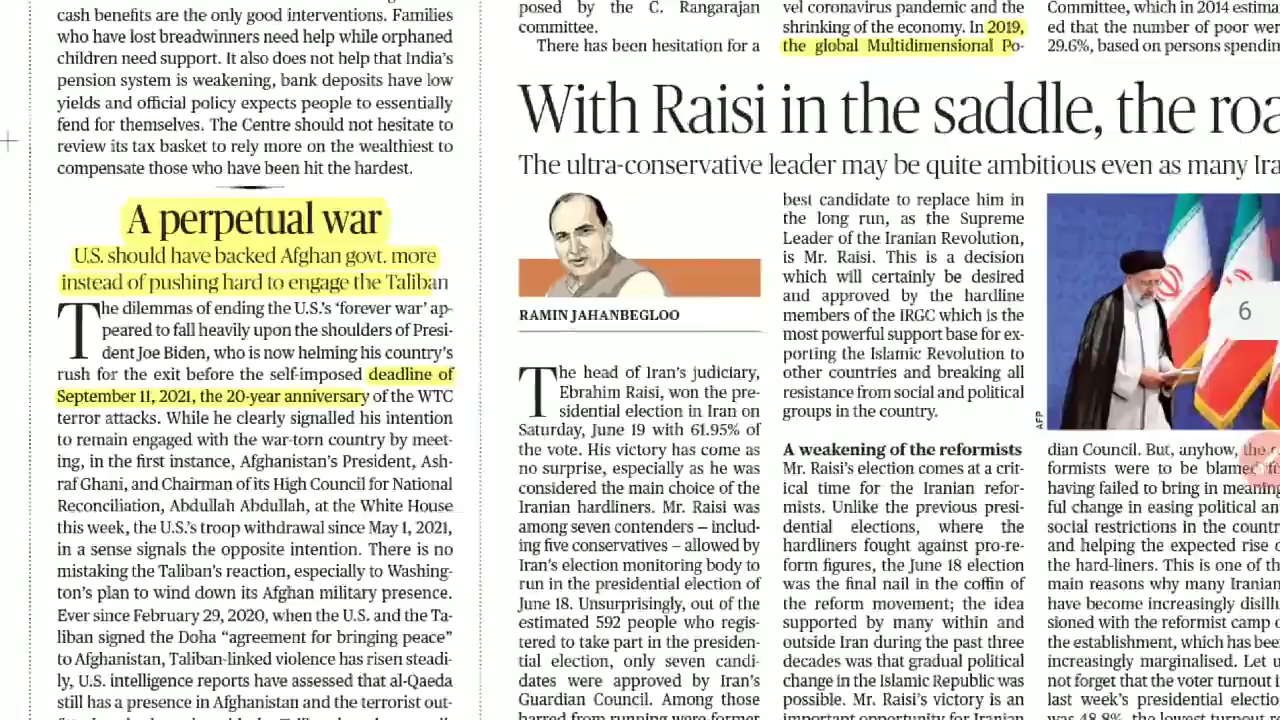 cash benefits are the only good interventions. Families
who have lost breadwinners need help while orphaned
children need support. It also does not help that India's
pension system is weakening, bank deposits have low
yields and official policy expects people to essentially
fend for themselves. The Centre should not hesitate to
review its tax basket to rely more on the wealthiest to
compensate those who have been hit the hardest.
A perpetual war
U.S. should have backed Afghan govt. more
instead of pushing hard to engage the Taliban
The dilemmas of ending the U.S.'s ‘forever war’ ap-
peared to fall heavily upon the shoulders of Presi-
dent Joe Biden, who is now helming his country's
rush for the exit before the self-imposed deadline of
September 11, 2021, the 20-year anniversary of the WTC
terror attacks. While he clearly signalled his intention
to remain engaged with the war-torn country by meet-
ing, in the first instance, Afghanistan's President, Ash-
raf Ghani, and Chairman of its High Council for National
Reconciliation, Abdullah Abdullah, at the White House
this week, the U.S.'s troop withdrawal since May 1, 2021,
in a sense signals the opposite intention. There is no
mistaking the Taliban's reaction, especially to Washing-
ton's plan to wind down its Afghan military presence.
Ever since February 29, 2020, when the U.S. and the Ta-
liban signed the Doha “agreement for bringing peace”
to Afghanistan, Taliban-linked violence has risen steadi-
ly, U.S. intelligence reports have assessed that al-Qaeda
still has a presence in Afghanistan and the terrorist out-
posed by the C. Rangarajan
committee.
There has been hesitation for a
vel coronavirus pandemic and the
shrinking of the economy. In 2019,
the global Multidimensional Po-
Committee, which in 2014
ed that the number of poor
29.6%, based on persons
With Raisi in the saddle, the
The ultra-conservative leader may be quite ambitious even as many
RAMIN JAHANBEGLOO
The head of Iran's judiciary,
Ebrahim Raisi, won the pre-
sidential election in Iran on
Saturday, June 19 with 61.95% of
the vote. His victory has come as
no surprise, especially as he was
considered the main choice of the
Iranian hardliners. Mr. Raisi was
among seven contenders – includ-
ing five conservatives – allowed by
Iran's election monitoring body to
run in the presidential election of
June 18. Unsurprisingly, out of the
estimated 592 people who regis-
tered to take part in the presiden-
tial election, only seven candi-
dates were approved by Iran's
Guardian Council. Among those
barred from running were former
best candidate to replace him in
the long run, as the Supreme
Leader of the Iranian Revolution,
is Mr. Raisi. This is a decision
which will certainly be desired
and approved by the hardline
members of the IRGC which is the
most powerful support base for ex-
porting the Islamic Revolution to
other countries and breaking all
resistance from social and political
groups in the country.
A weakening of the reformists
Mr. Raisi's election comes at a crit-
ical time for the Iranian refor-
mists. Unlike the previous presi-
dential elections, where the
hardliners fought against pro-re-
form figures, the June 18 election
was the final nail in the coffin of
the reform movement; the idea
supported by many within and
outside Iran during the past three
decades was that gradual political
change in the Islamic Republic was
possible. Mr. Raisi's victory is an
important opportunity for Iranian
6
AFP
dian Council. But, anyhow, the
formists were to be blamed
having failed to bring in
ful change in easing political
social restrictions in the
and helping the expected rise
the hard-liners. This is one of
main reasons why many
have become increasingly
sioned with the reformist camp
the establishment, which has been
increasingly marginalised. Let
not forget that the voter turnout
last week's presidential
was 48.8%, the lowest turnout